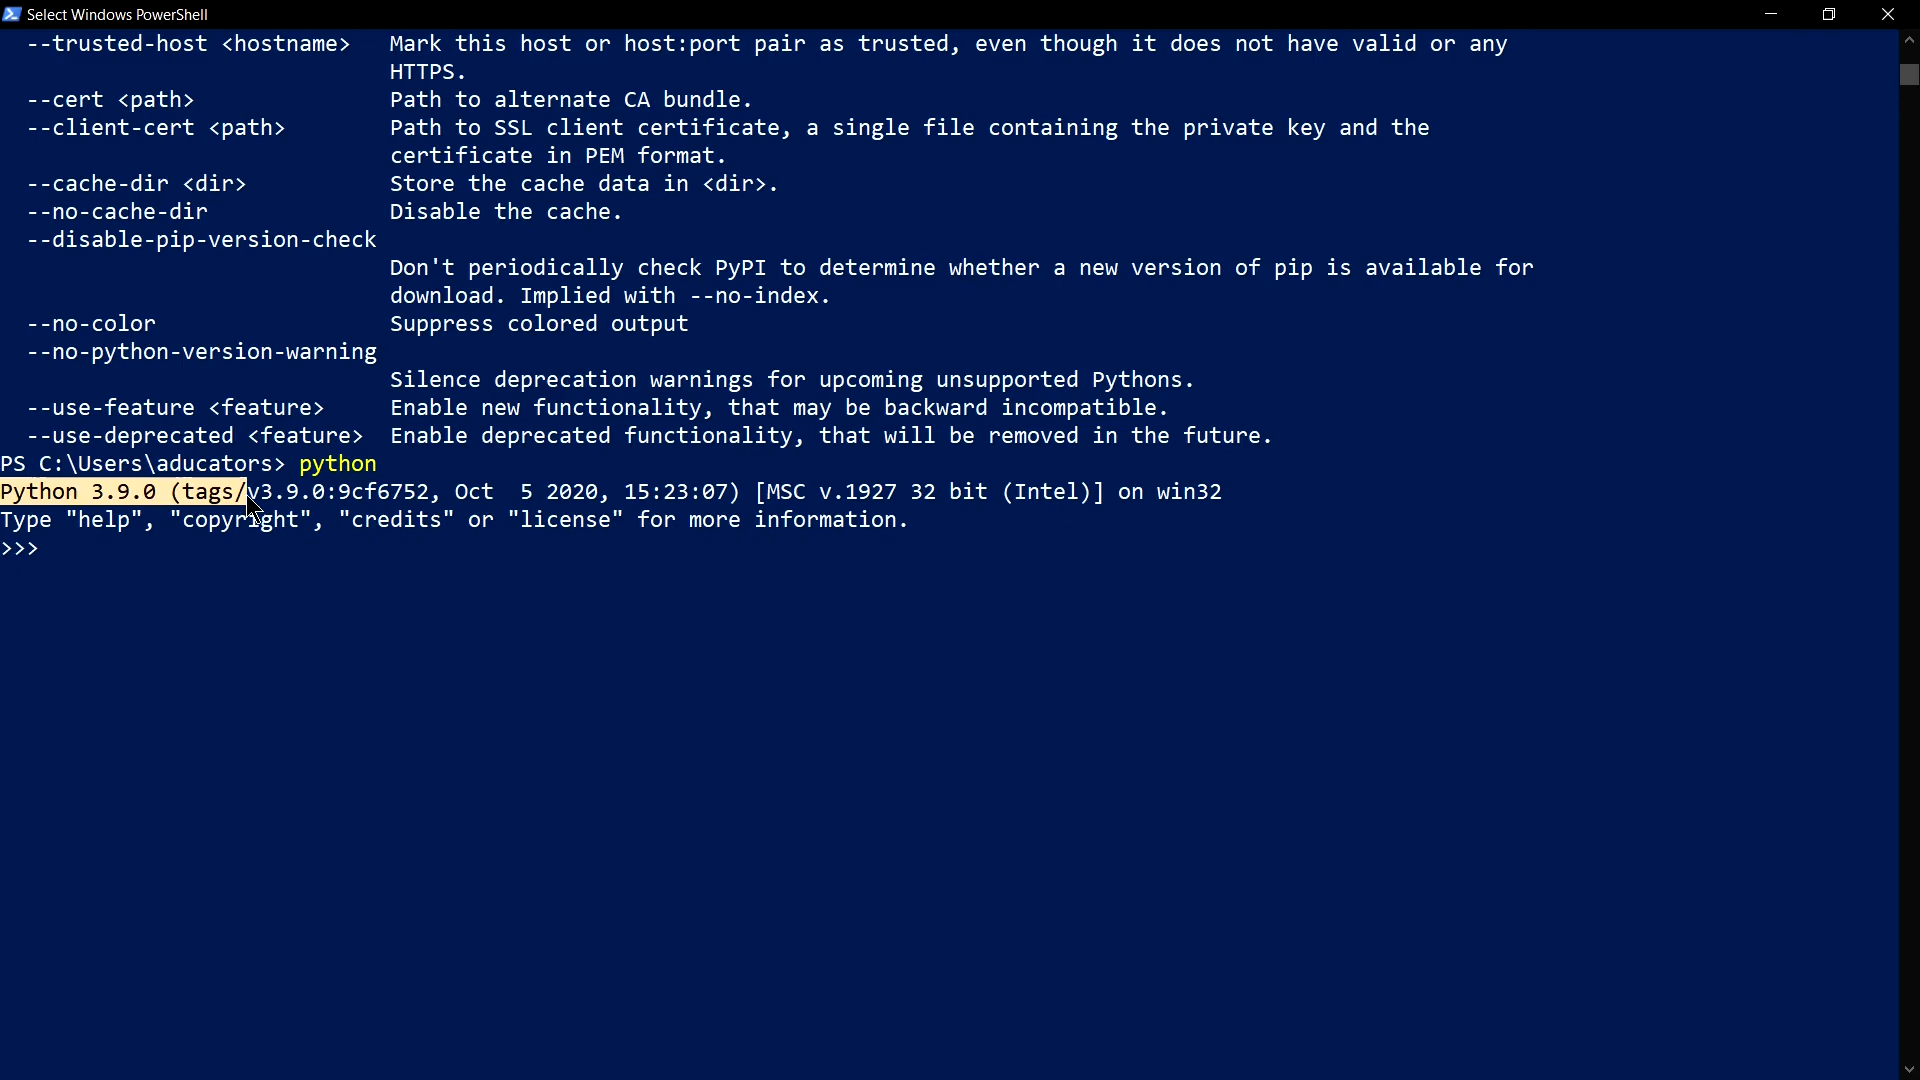 Select Windows PowerShell
--trusted-host <hostname>   Mark this host or host:port pair as trusted, even though it does not have valid or any
HTTPS.
--cert <path>               Path to alternate CA bundle.
--client-cert <path>        Path to SSL client certificate, a single file containing the private key and the
certificate in PEM format.
--cache-dir <dir>           Store the cache data in <dir>.
--no-cache-dir              Disable the cache.
--disable-pip-version-check
Don't periodically check PyPI to determine whether a new version of pip is available for
download. Implied with --no-index.
--no-color                  Suppress colored output
--no-python-version-warning
Silence deprecation warnings for upcoming unsupported Pythons.
--use-feature <feature>     Enable new functionality, that may be backward incompatible.
--use-deprecated <feature>  Enable deprecated functionality, that will be removed in the future.
PS C:\Users\aducators> python
Python 3.9.0 (tags/v3.9.0:9cf6752, Oct  5 2020, 15:23:07) [MSC v.1927 32 bit (Intel)] on win32
Type "help", "copyright", "credits" or "license" for more information.
>>>